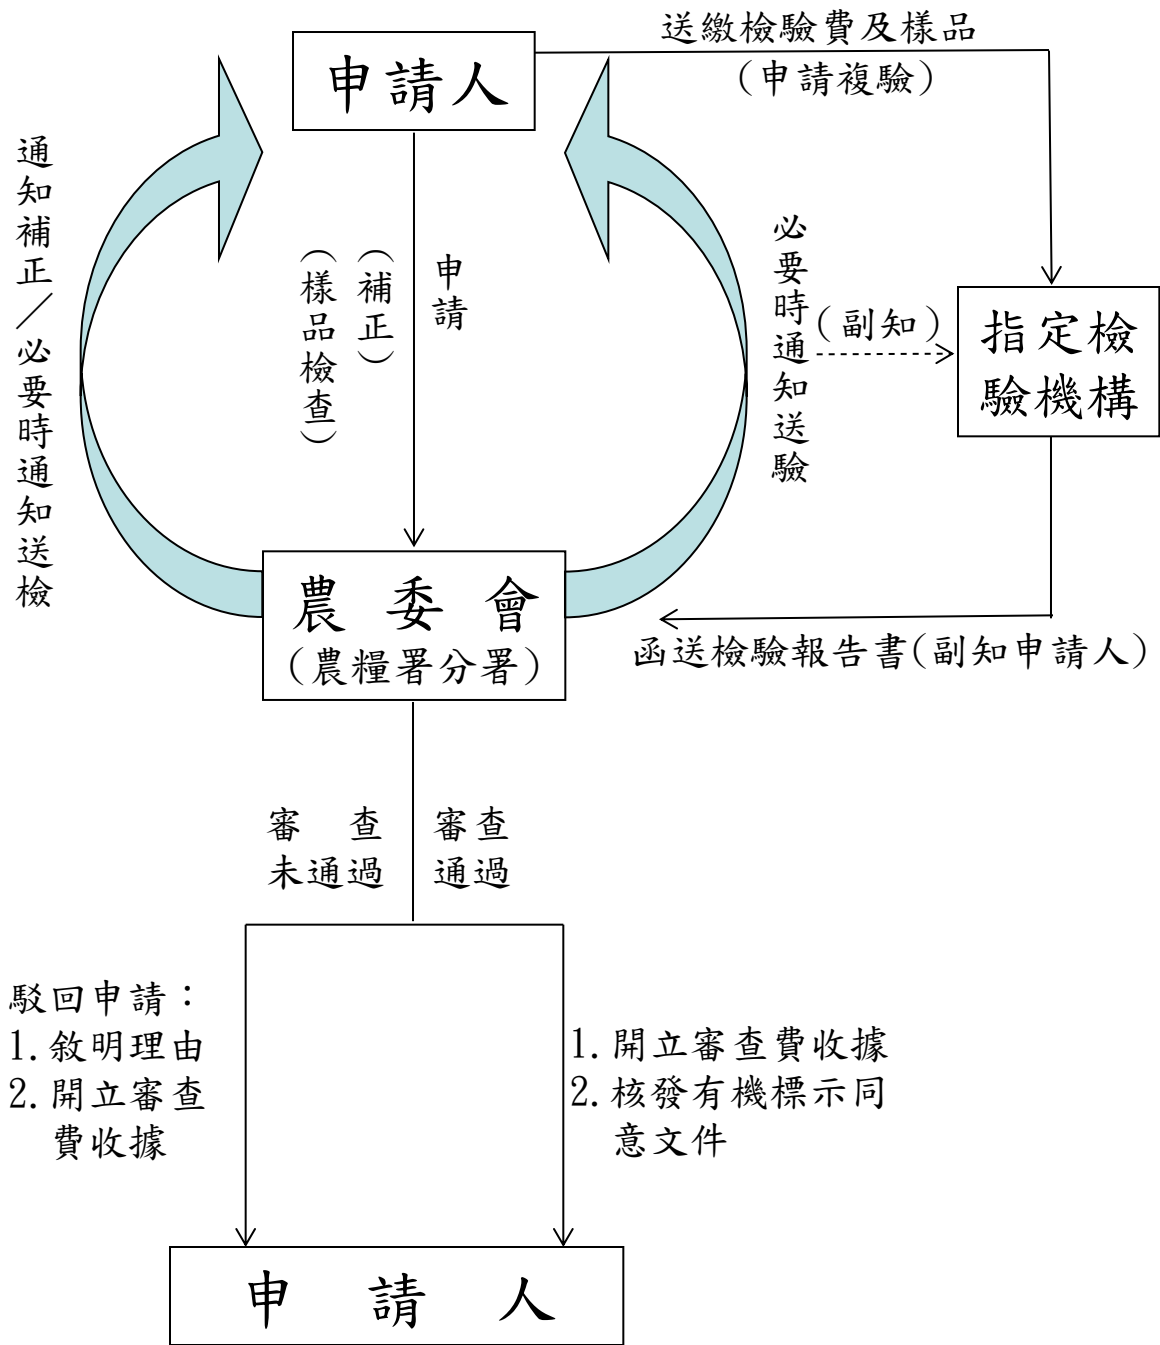 送繳檢驗費及樣品
(申請複驗)
申請人
通知補正/必要時通知送檢
(樣品檢查)
(補正)
申請
必要時通知送驗
(副知)
指定檢
驗機構
農委會
(農糧署分署)
函送檢驗報告書(副知申請人)
審查
未通過
審查
通過
駁回申請：
1.敘明理由
2.開立審查
費收據
1.開立審查費收據
2.核發有機標示同
意文件
申請人